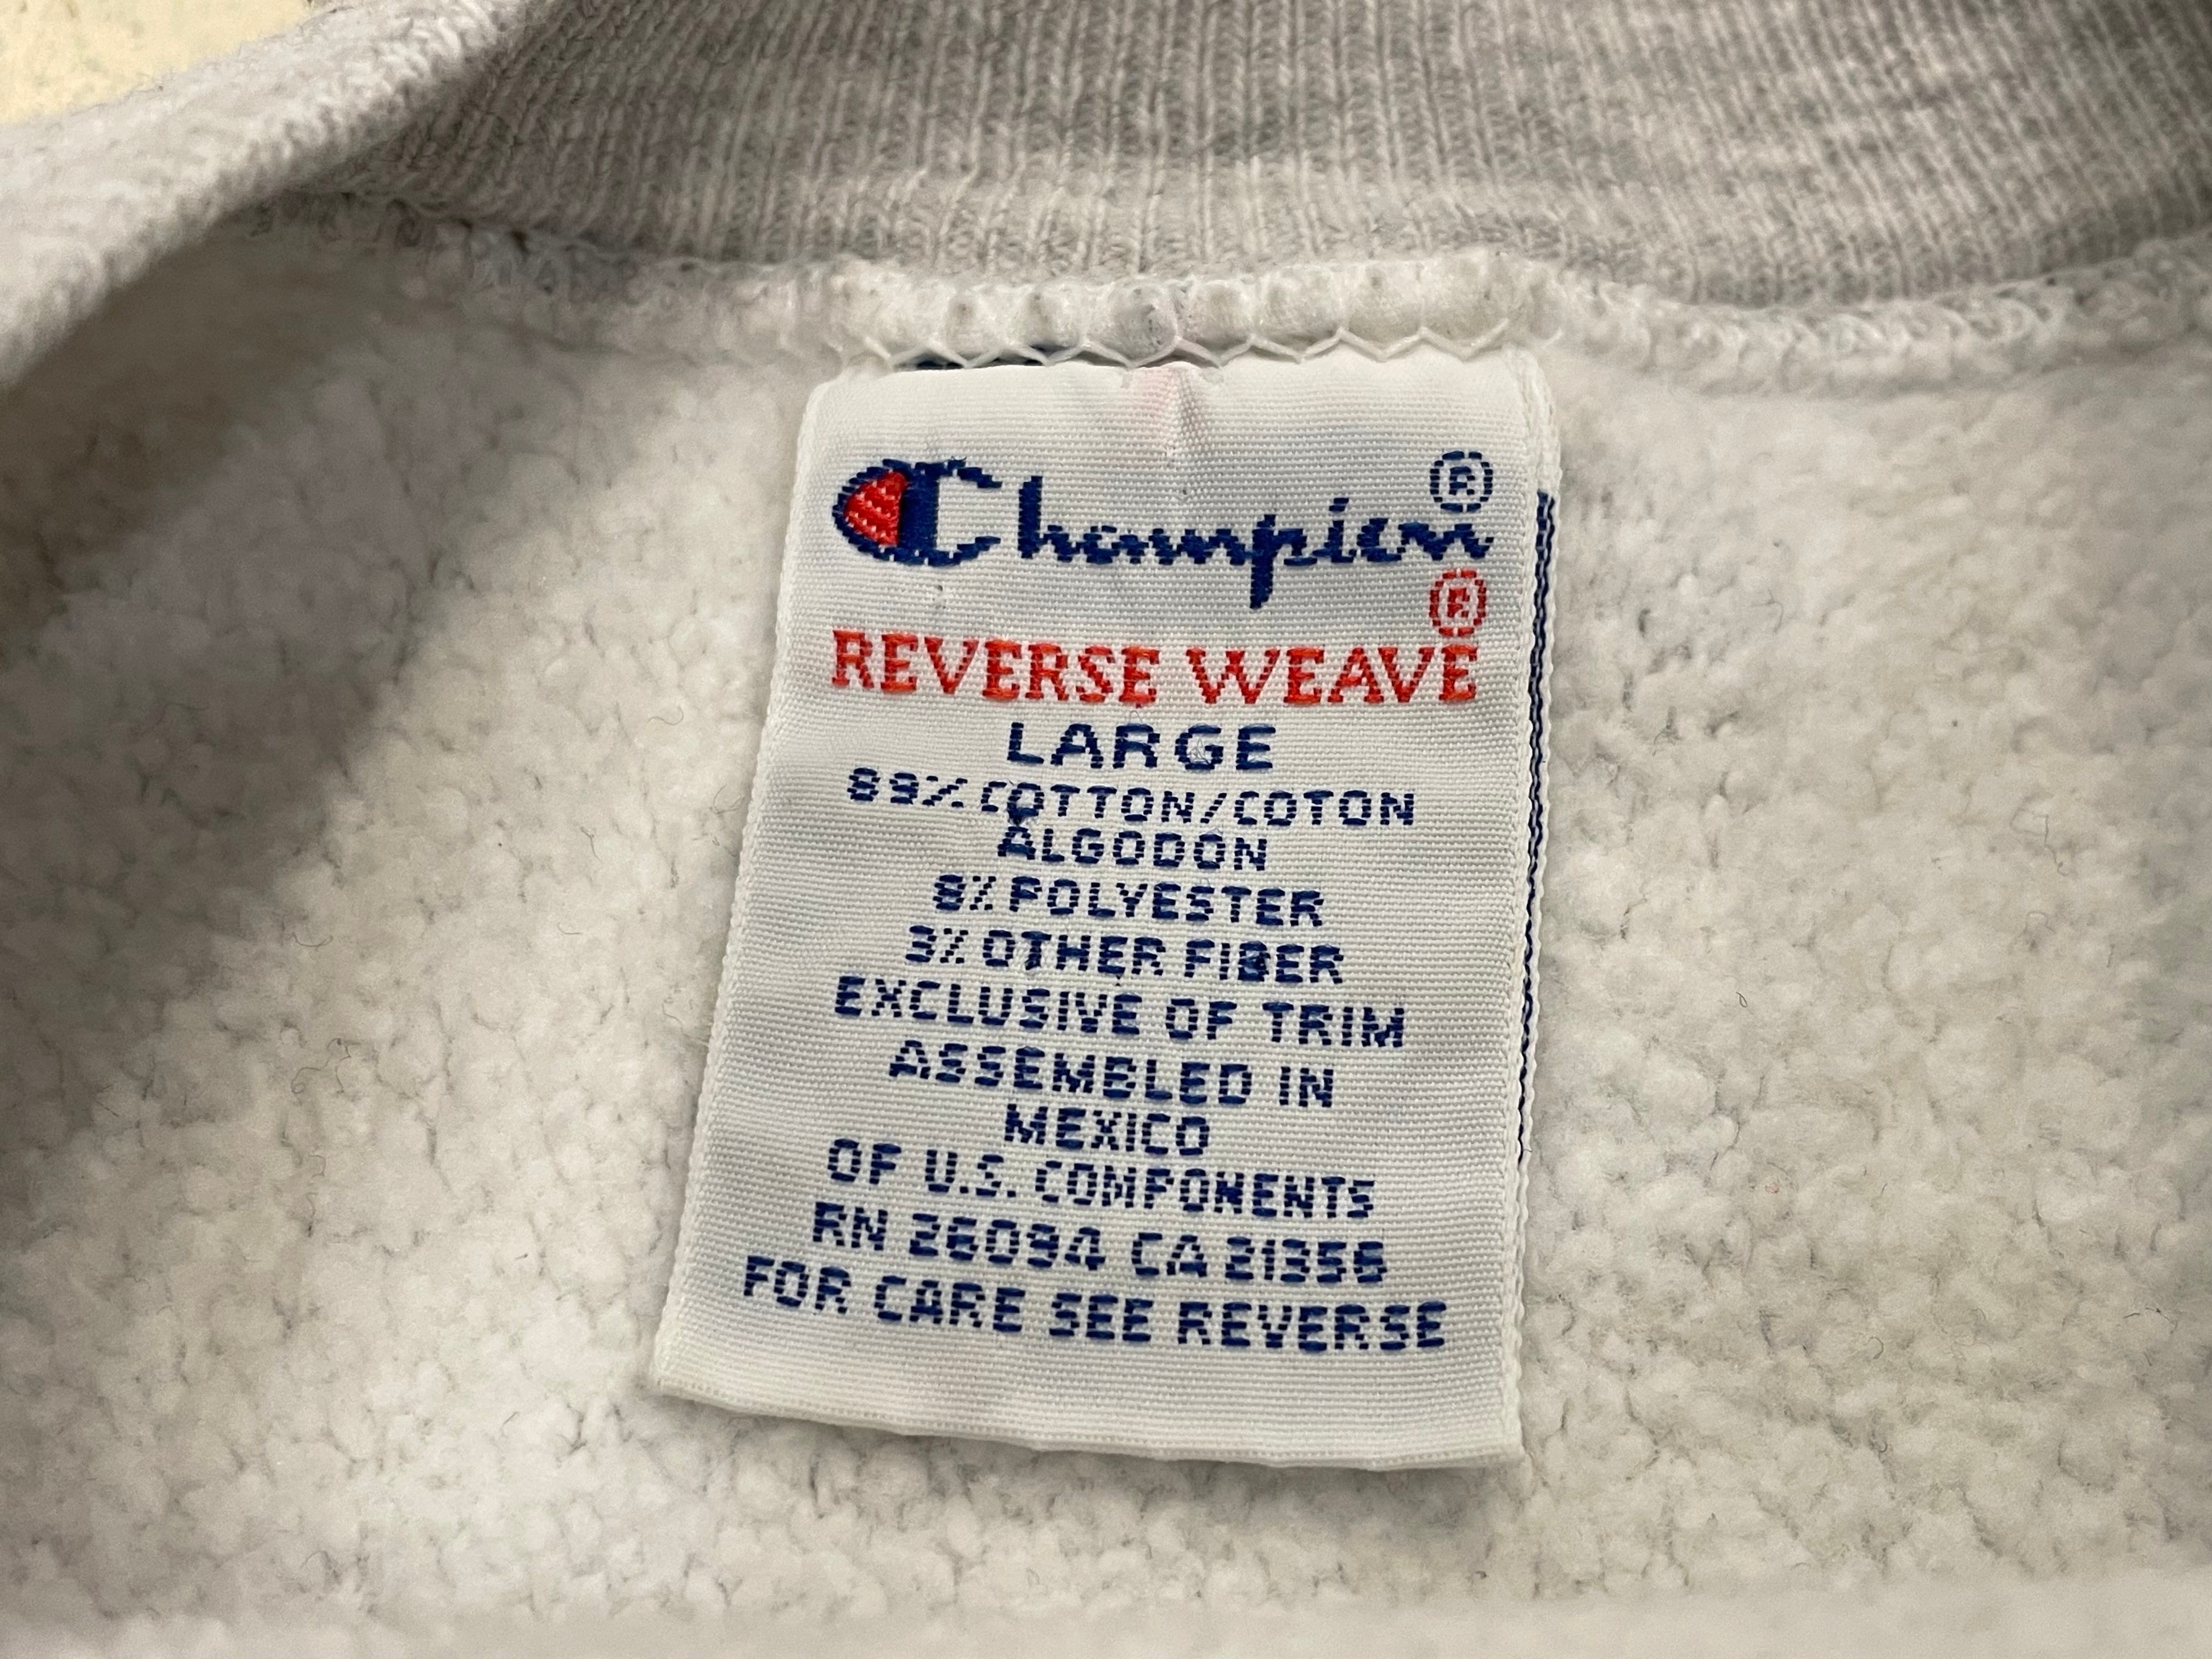 Champion®
REVERSE WEAVE®
LARGE
89% COTTON/COTON
ALGODON
8% POLYESTER
3% OTHER FIBER
EXCLUSIVE OF TRIM
ASSEMBLED IN
MEXICO
OF U.S. COMPONENTS
RN 26094 CA 21356
FOR CARE SEE REVERSE